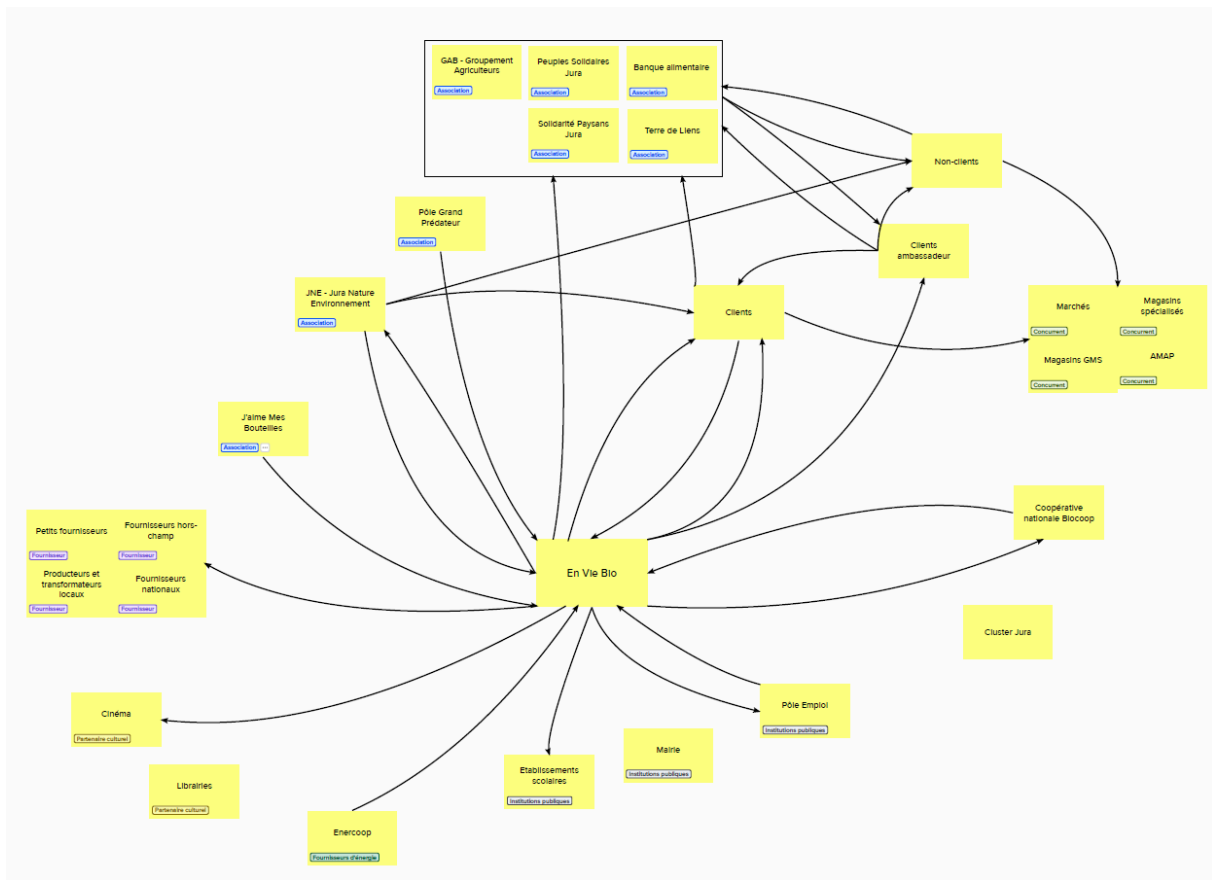 GAB - Groupement
Agriculteurs
Association
Peuples Solidaires
Jura
Association
Banque alimentaire
Association
Solidarité Paysans
Jura
Association
Terre de Liens
Association
Non-clients
Pôle Grand
Prédateur
Association
Clients
ambassadeur
JNE - Jura Nature
Environnement
Association
Clients
Marchés
Concurrent
Magasins
spécialisés
Concurrent
Magasins GMS
Concurrent
AMAP
Concurrent
J'aime Mes
Bouteilles
Association
Petits fournisseurs
Fournisseur
Fournisseurs hors-
champ
Fournisseur
Producteurs et
transformateurs
locaux
Fournisseur
Fournisseurs
nationaux
Fournisseur
En Vie Bio
Coopérative
nationale Biocoop
Cluster Jura
Cinéma
Partenaire culturel
Librairies
Partenaire culturel
Enercoop
Fournisseurs d'énergie
Etablissements
scolaires
Institutions publiques
Mairie
Institutions publiques
Pôle Emploi
Institutions publiques